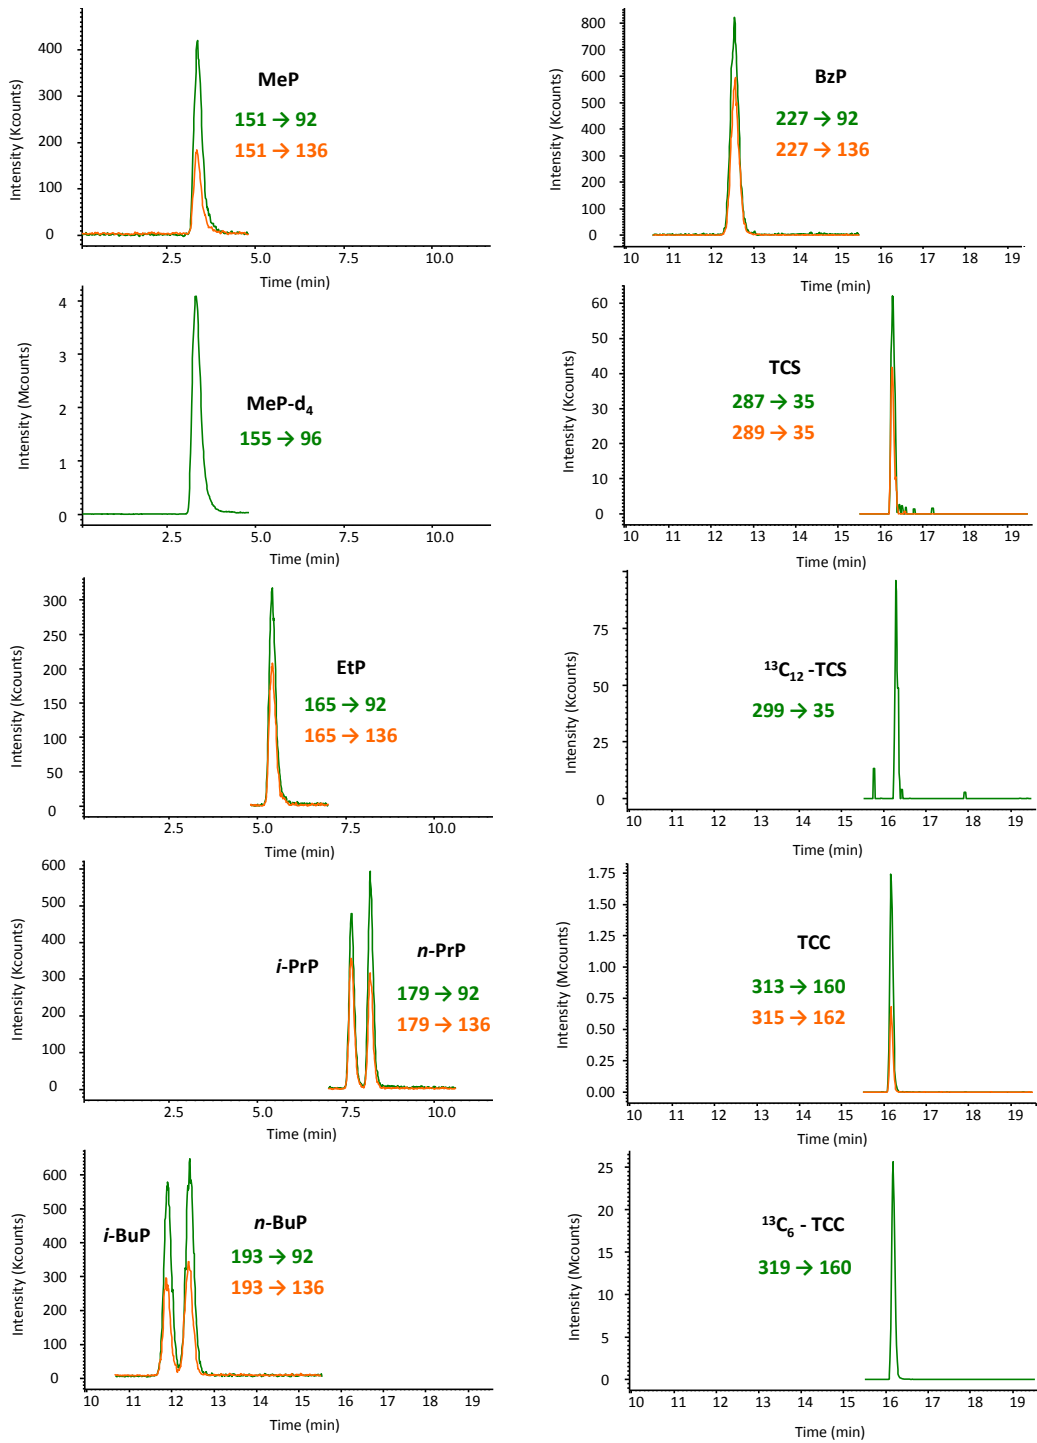 Intensity (Kcounts)
400
300
200
100
0
MeP
151 → 92
151 → 136
2.5
5.0
7.5
10.0
Time (min)
Intensity (Mcounts)
4
3
2
1
0
MeP-d4
155 → 96
2.5
5.0
7.5
10.0
Time (min)
Intensity (Kcounts)
300
250
200
150
100
50
0
EtP
165 → 92
165 → 136
2.5
5.0
7.5
10.0
Time (min)
Intensity (Kcounts)
600
500
400
300
200
100
0
i-PrP
n-PrP
179 → 92
179 → 136
2.5
5.0
7.5
10.0
Time (min)
Intensity (Kcounts)
600
500
400
300
200
100
0
i-BuP
n-BuP
193 → 92
193 → 136
10 11 12 13 14 15 16 17 18 19
Time (min)
Intensity (Kcounts)
800
700
600
500
400
300
200
100
0
BzP
227 → 92
227 → 136
10 11 12 13 14 15 16 17 18 19
Time (min)
Intensity (Kcounts)
60
50
40
30
20
10
0
TCS
287 → 35
289 → 35
10 11 12 13 14 15 16 17 18 19
Time (min)
Intensity (Kcounts)
75
50
25
0
13C12 -TCS
299 → 35
10 11 12 13 14 15 16 17 18 19
Time (min)
Intensity (Mcounts)
1.75
1.50
1.25
1.00
0.75
0.50
0.25
0.00
TCC
313 → 160
315 → 162
10 11 12 13 14 15 16 17 18 19
Time (min)
Intensity (Mcounts)
25
20
15
10
5
0
13C6 - TCC
319 → 160
10 11 12 13 14 15 16 17 18 19
Time (min)